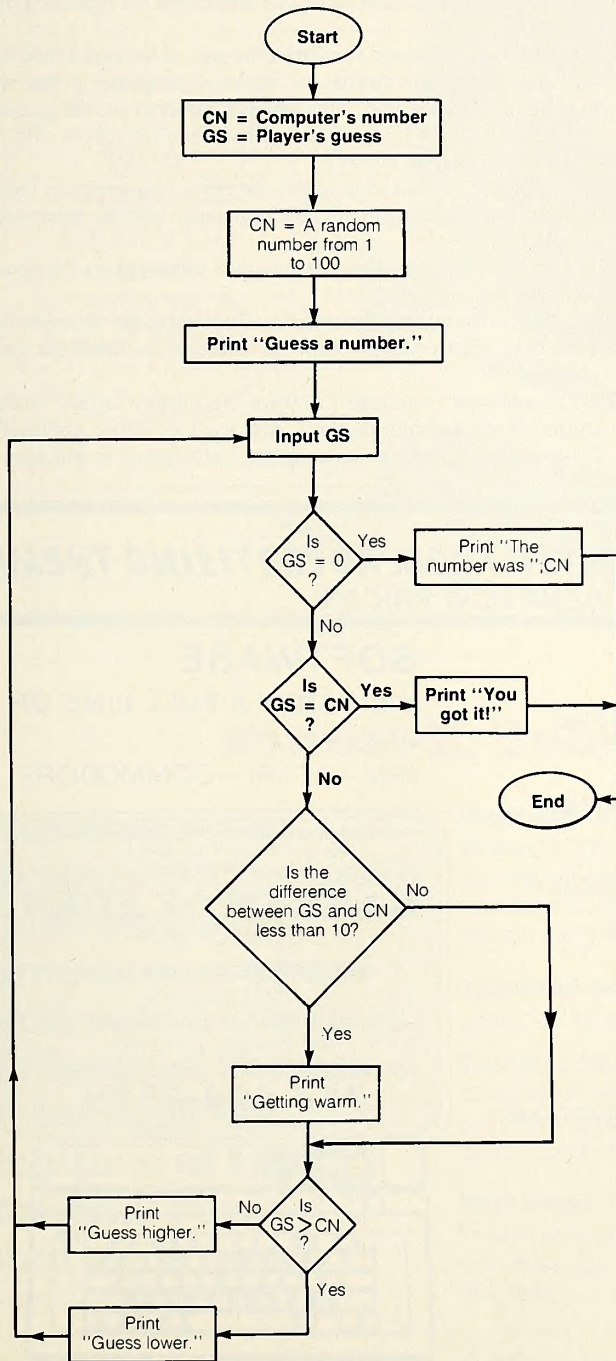 Start
CN = Computer's number
GS = Player's guess
CN = A random
number from 1
to 100
Print "Guess a number."
Input GS
Is
GS = 0
?
Yes
Print "The
number was ";CN
No
Is
GS = CN
?
Yes
Print "You
got it!"
No
End
Is the
difference
between GS and CN
less than 10?
No
Yes
Print
"Getting warm."
Is
GS > CN
?
No
Print
"Guess higher."
Yes
Print
"Guess lower."